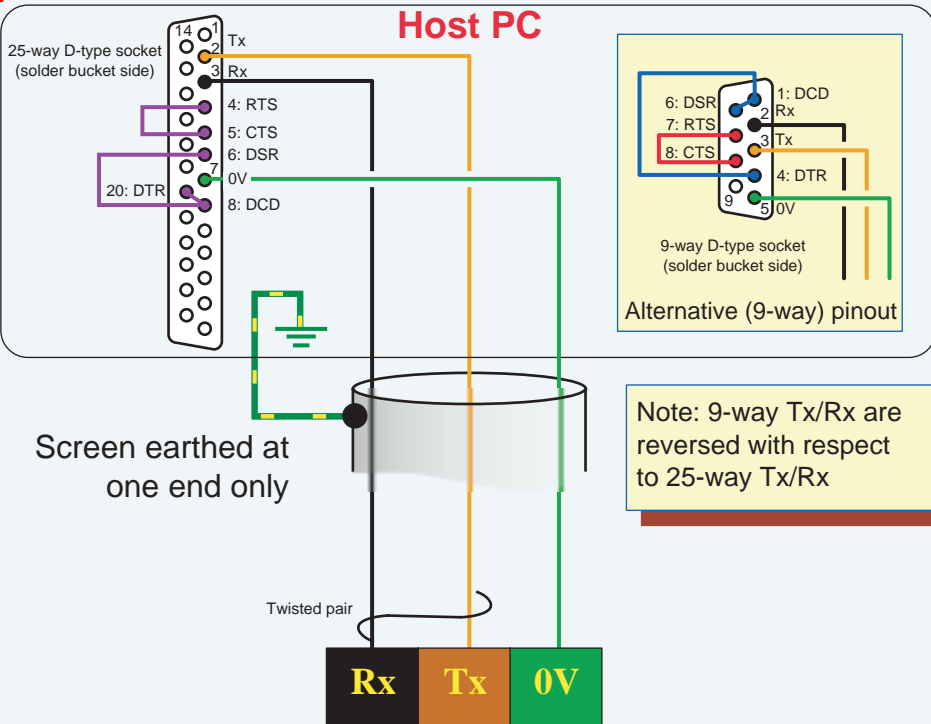 Host PC
25-way D-type socket
(solder bucket side)
14
1
2
Tx
3
Rx
4: RTS
5: CTS
6: DSR
7
0V
20: DTR
8: DCD
6: DSR
1: DCD
2
Rx
7: RTS
3
Tx
8: CTS
4: DTR
9
5
0V
9-way D-type socket
(solder bucket side)
Alternative (9-way) pinout
Screen earthed at
one end only
Note: 9-way Tx/Rx are
reversed with respect
to 25-way Tx/Rx
Twisted pair
Rx
Tx
0V